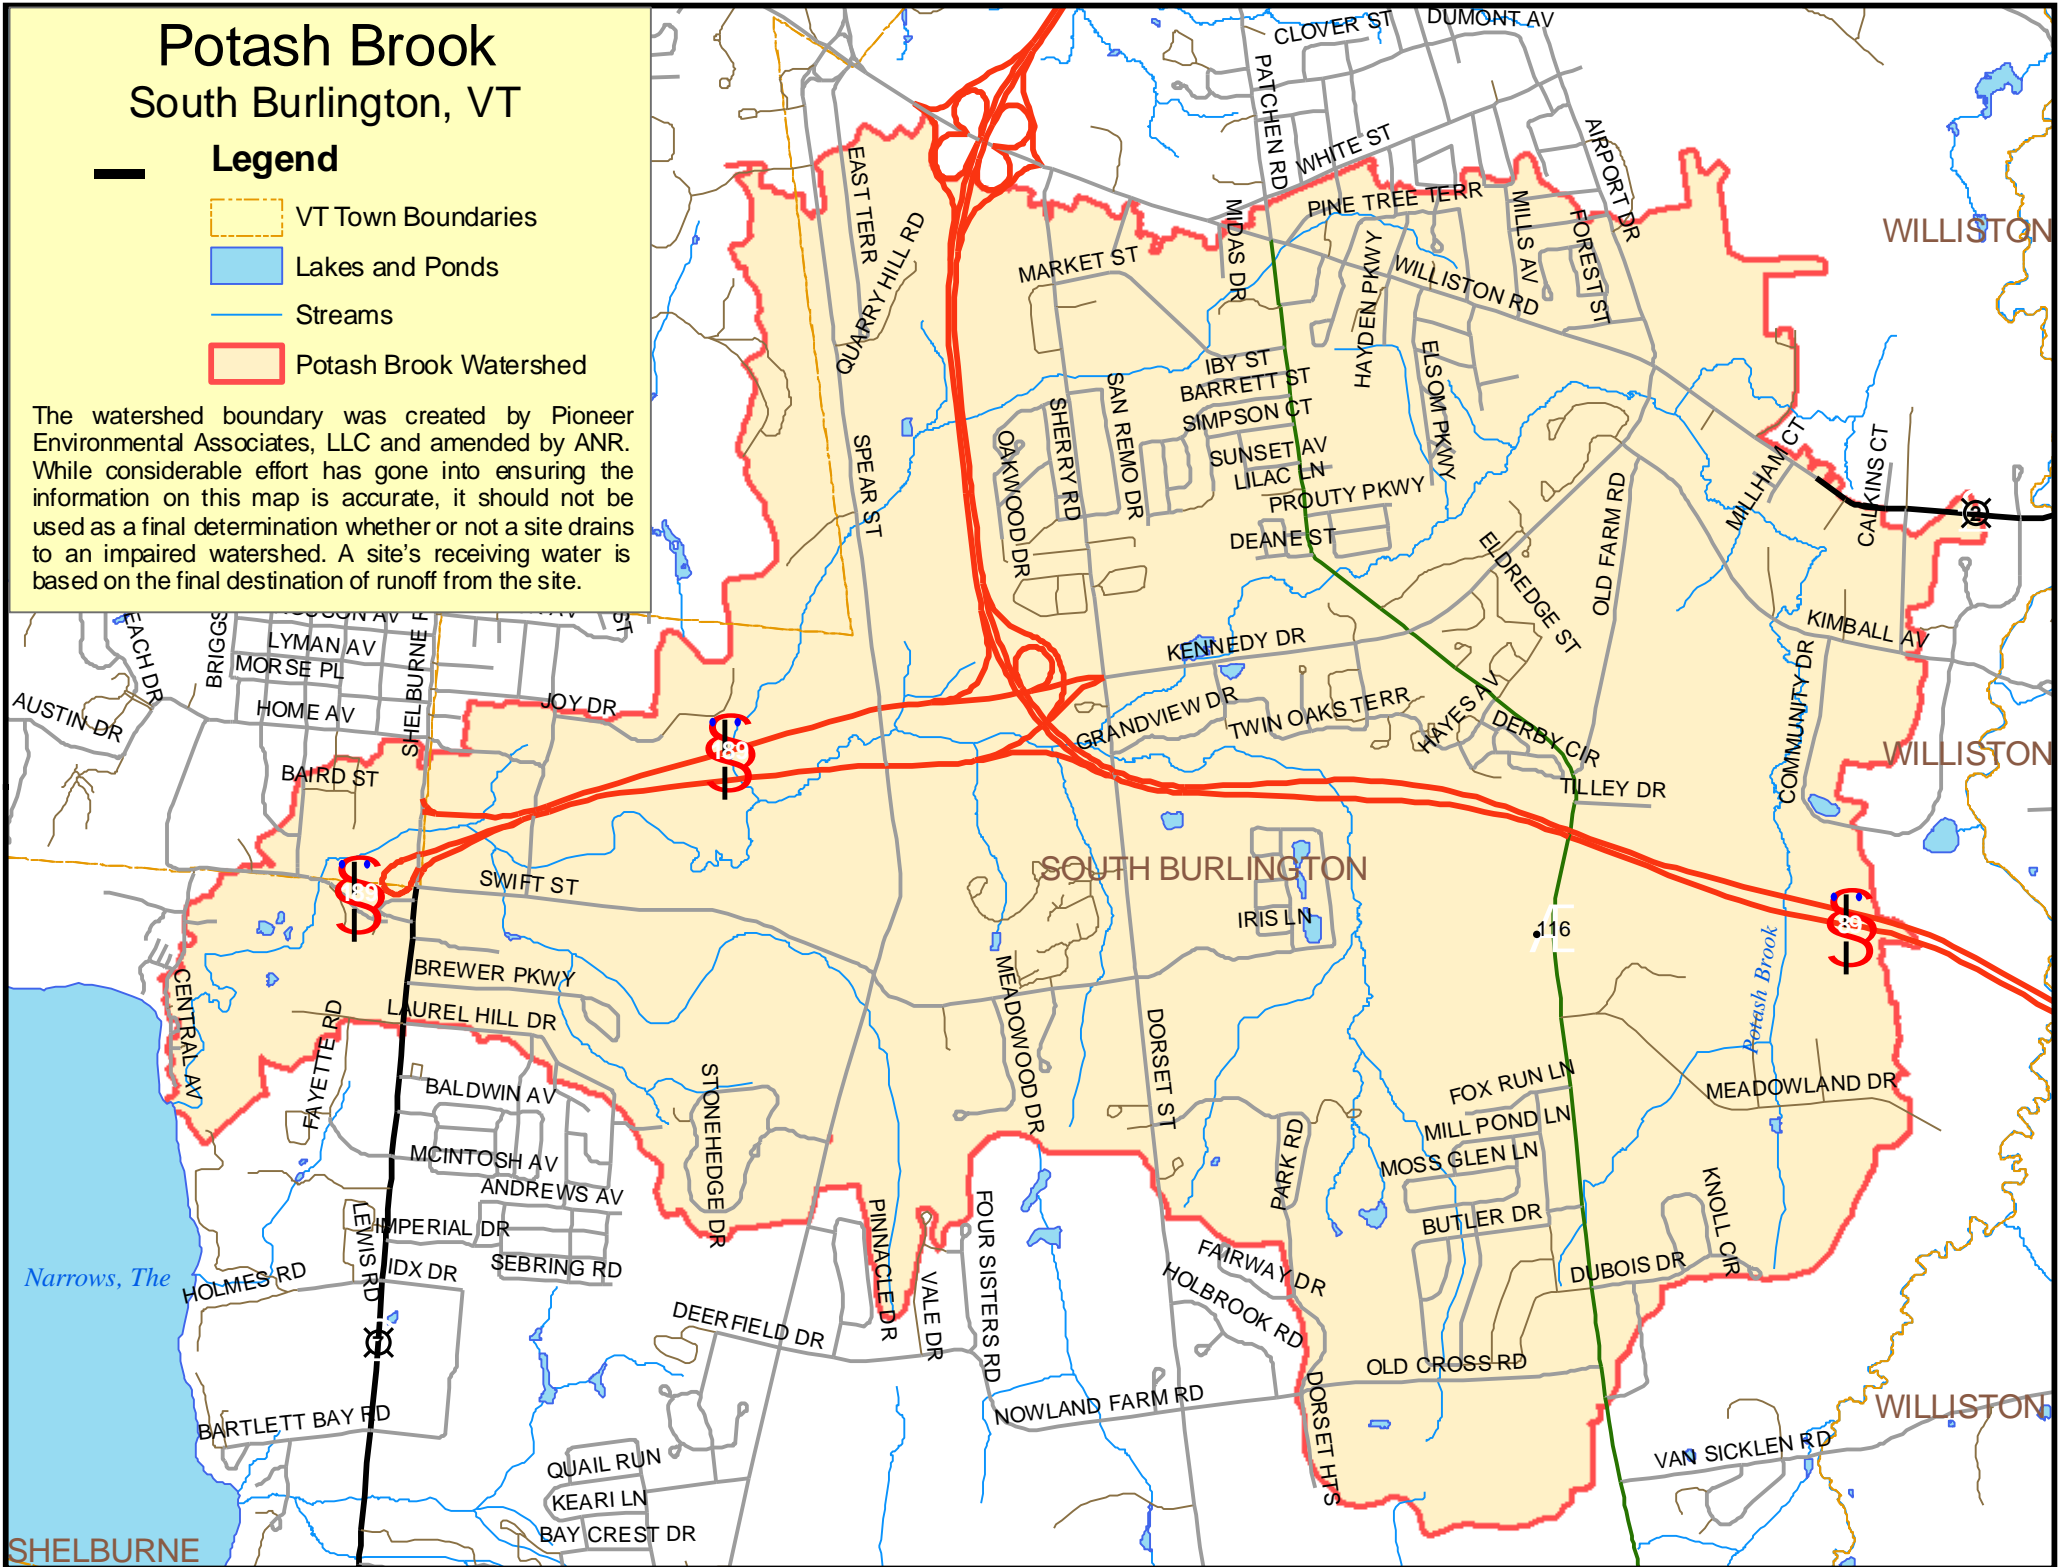 Potash Brook
South Burlington, VT
Legend
VT Town Boundaries
Lakes and Ponds
Streams
Potash Brook Watershed
The watershed boundary was created by Pioneer
Environmental Associates, LLC and amended by ANR.
While considerable effort has gone into ensuring the
information on this map is accurate, it should not be
used as a final determination whether or not a site drains
to an impaired watershed. A site's receiving water is
based on the final destination of runoff from the site.
CLOVER ST
DUMONT AV
PATCHEN RD
WHITE ST
AIRPORT DR
EAST TERR
QUARRY HILL RD
PINE TREE TERR
MIDAS DR
MILLS AV
FOREST ST
WILLISTON
MARKET ST
HAYDEN PKWY
WILLISTON RD
IBY ST
BARRETT ST
SIMPSON CT
SUNSET AV
LILAC LN
PROUTY PKWY
DEANE ST
ELSOM PKWY
SAN REMO DR
SHERRY RD
OAKWOOD DR
SPEAR ST
ELDREDGE ST
OLD FARM RD
MILLHAM CT
CALKINS CT
2
KIMBALL AV
COMMUNITY DR
KENNEDY DR
LYMAN AV
MORSE PL
HOME AV
AUSTIN DR
JOY DR
SHELBURNE R
BAIRD ST
GRANDVIEW DR
TWIN OAKS TERR
HAYES AV
DERBY CIR
TILLEY DR
WILLISTON
189
189
89
SOUTH BURLINGTON
SWIFT ST
IRIS LN
116
Potash Brook
BREWER PKWY
LAUREL HILL DR
CENTRAL AV
FAYETTE RD
MEADOWOOD DR
DORSET ST
STONEHEDGE DR
BALDWIN AV
MCINTOSH AV
ANDREWS AV
IMPERIAL DR
SEBRING RD
IDX DR
LEWIS RD
HOLMES RD
Narrows, The
FOX RUN LN
MILL POND LN
MOSS GLEN LN
BUTLER DR
PARK RD
MEADOWLAND DR
KNOLL CIR
DUBOIS DR
PINNACLE DR
VALE DR
FOUR SISTERS RD
FAIRWAY DR
HOLBROOK RD
DEERFIELD DR
OLD CROSS RD
NOWLAND FARM RD
DORSET HTS
BARTLETT BAY RD
WILLISTON
VAN SICKLEN RD
QUAIL RUN
KEARI LN
BAY CREST DR
SHELBURNE